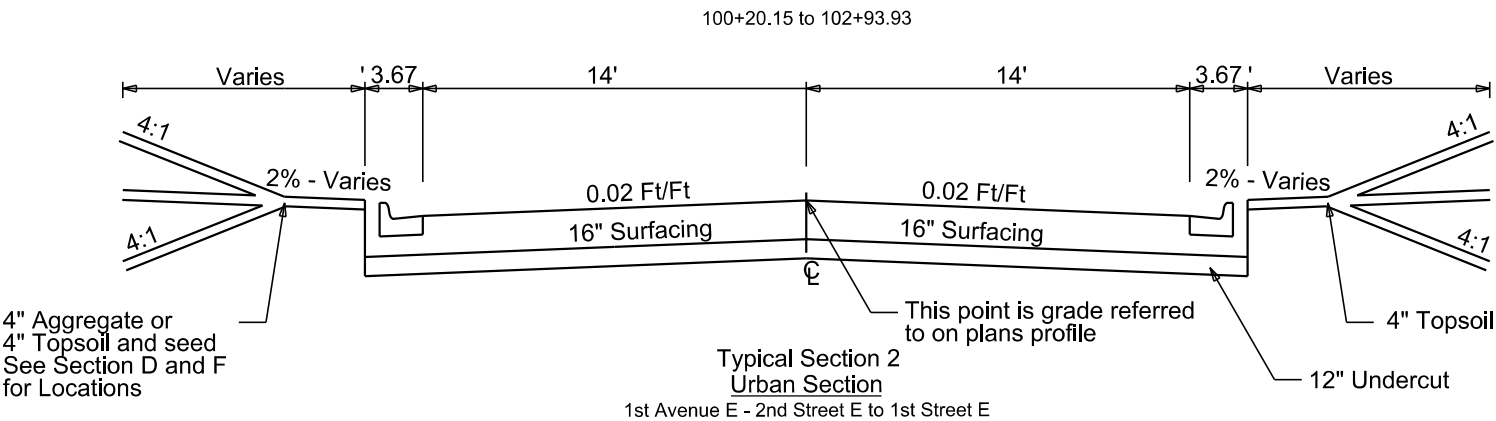 100+20.15 to 102+93.93
Varies ' 3.67 14' 14' 3.67 ' Varies
4:1 4:1
2% - Varies 0.02 Ft/Ft 0.02 Ft/Ft 2% - Varies
4:1 16" Surfacing 16" Surfacing 4:1
CL
4" Aggregate or
4" Topsoil and seed
See Section D and F
for Locations
This point is grade referred
to on plans profile
4" Topsoil
12" Undercut
Typical Section 2
Urban Section
1st Avenue E - 2nd Street E to 1st Street E